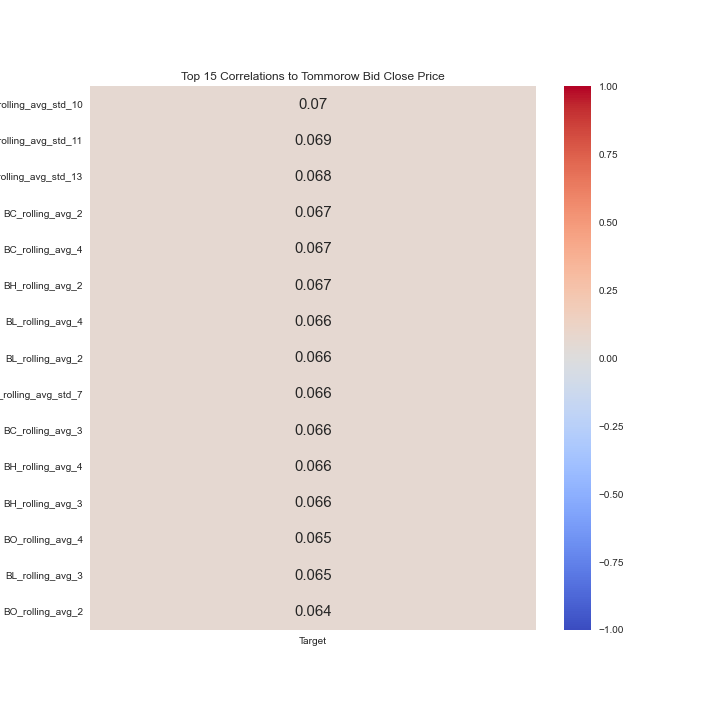 Top 15 Correlations to Tommorow Bid Close Price
rolling_avg_std_10 0.07
rolling_avg_std_11 0.069
rolling_avg_std_13 0.068
BC_rolling_avg_2 0.067
BC_rolling_avg_4 0.067
BH_rolling_avg_2 0.067
BL_rolling_avg_4 0.066
BL_rolling_avg_2 0.066
_rolling_avg_std_7 0.066
BC_rolling_avg_3 0.066
BH_rolling_avg_4 0.066
BH_rolling_avg_3 0.066
BO_rolling_avg_4 0.065
BL_rolling_avg_3 0.065
BO_rolling_avg_2 0.064
Target
1.00
0.75
0.50
0.25
0.00
−0.25
−0.50
−0.75
−1.00